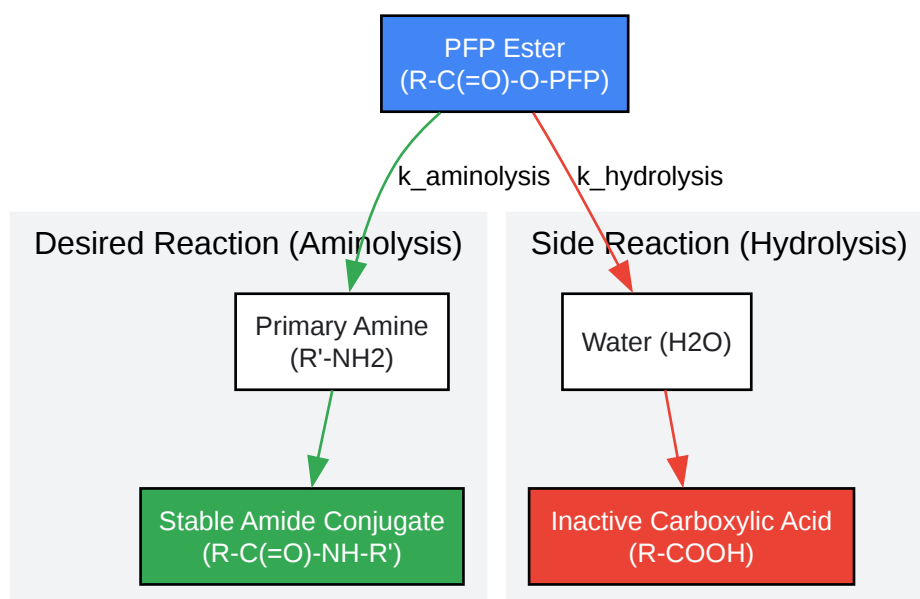 PFP Ester
(R-C(=O)-O-PFP)
k_aminolysis
k_hydrolysis
Desired Reaction (Aminolysis)
Side Reaction (Hydrolysis)
Primary Amine
(R'-NH2)
Water (H2O)
Stable Amide Conjugate
(R-C(=O)-NH-R')
Inactive Carboxylic Acid
(R-COOH)